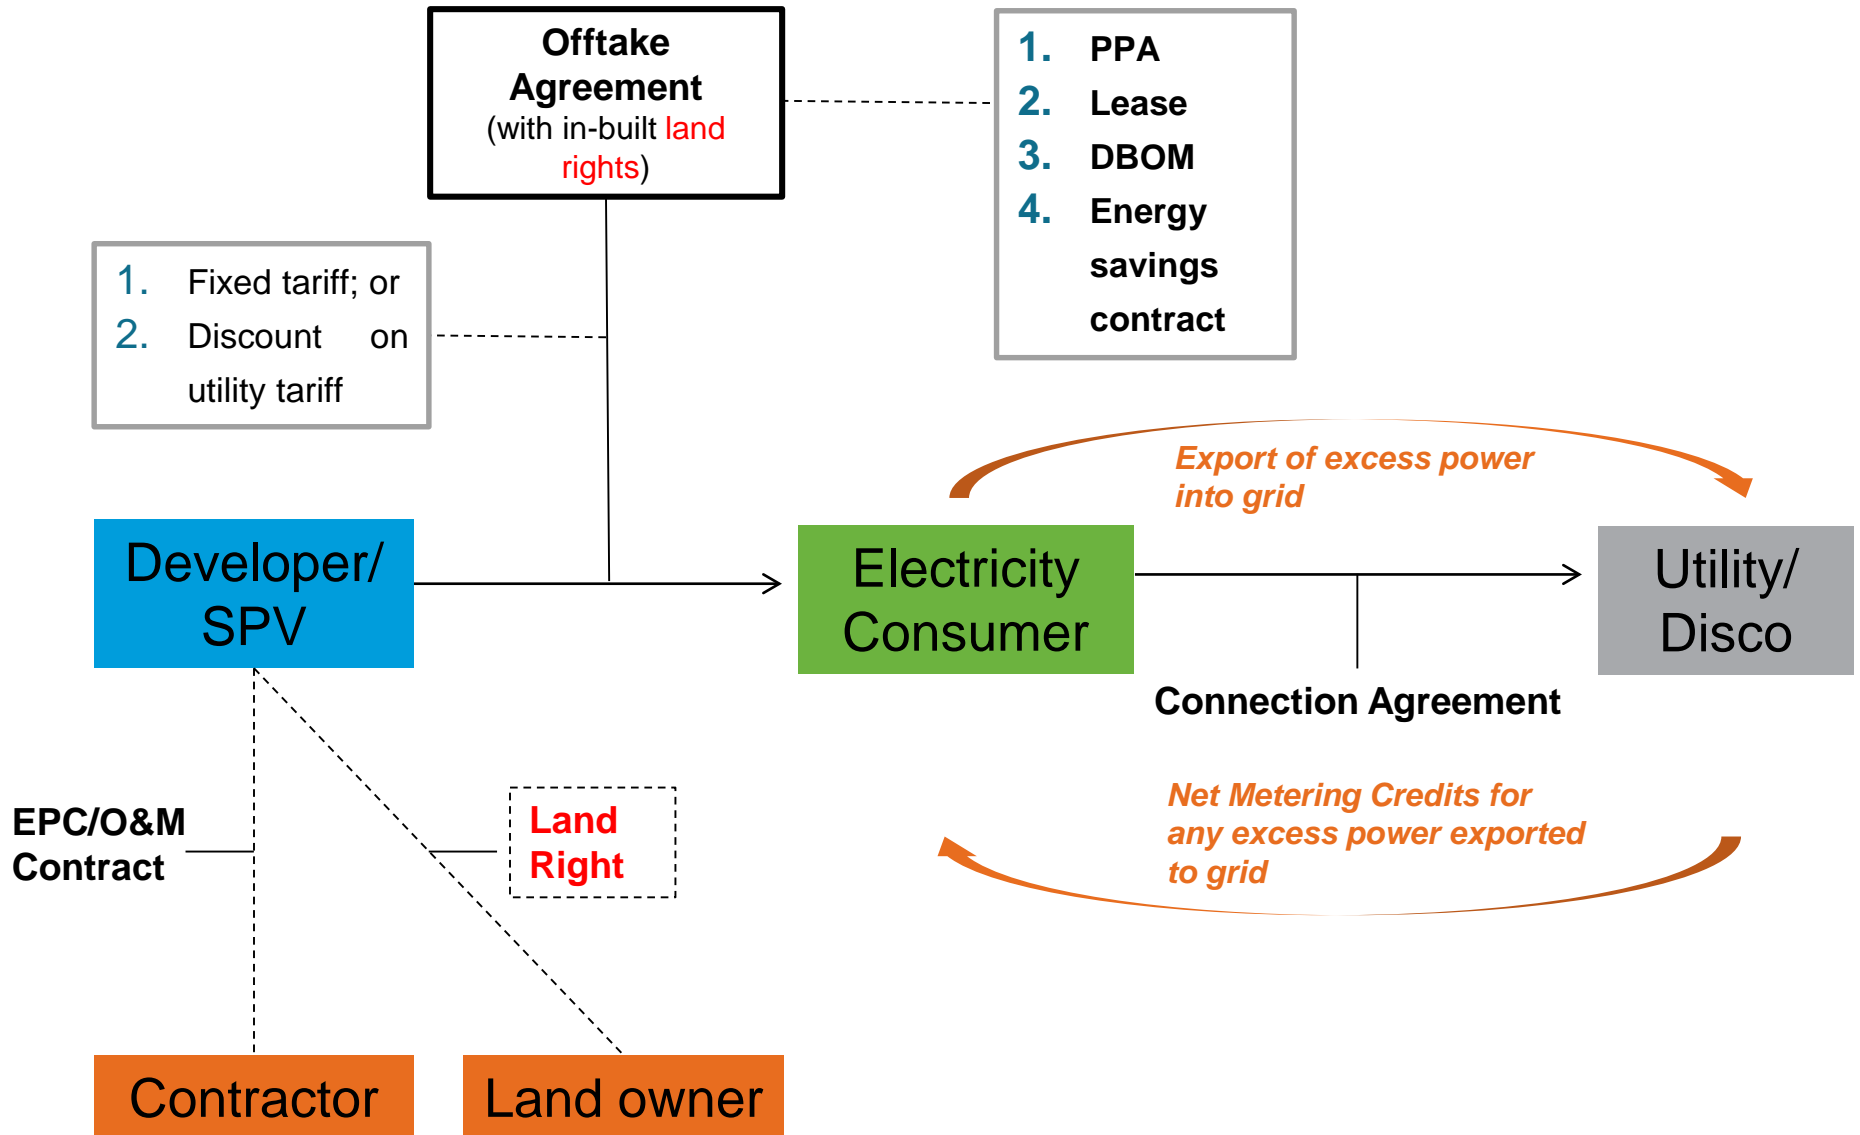 Offtake
Agreement
(with in-built land
rights)
1. PPA
2. Lease
3. DBOM
4. Energy
savings
contract
1. Fixed tariff; or
2. Discount on
utility tariff
Export of excess power
into grid
Developer/
SPV
Electricity
Consumer
Utility/
Disco
Connection Agreement
Net Metering Credits for
any excess power exported
to grid
EPC/O&M
Contract
Land
Right
Contractor
Land owner